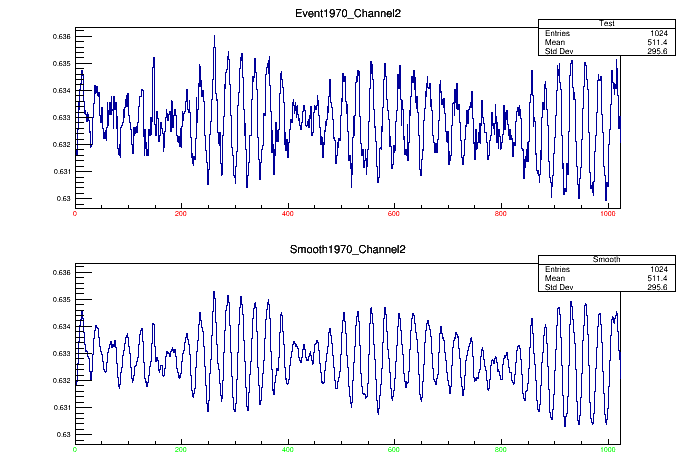 Event1970_Channel2
Test
Entries 1024
Mean 511.4
Std Dev 295.6
0.636
0.635
0.634
0.633
0.632
0.631
0.63
0 200 400 600 800 1000
Smooth1970_Channel2
Smooth
Entries 1024
Mean 511.4
Std Dev 295.6
0.636
0.635
0.634
0.633
0.632
0.631
0.63
0 200 400 600 800 1000